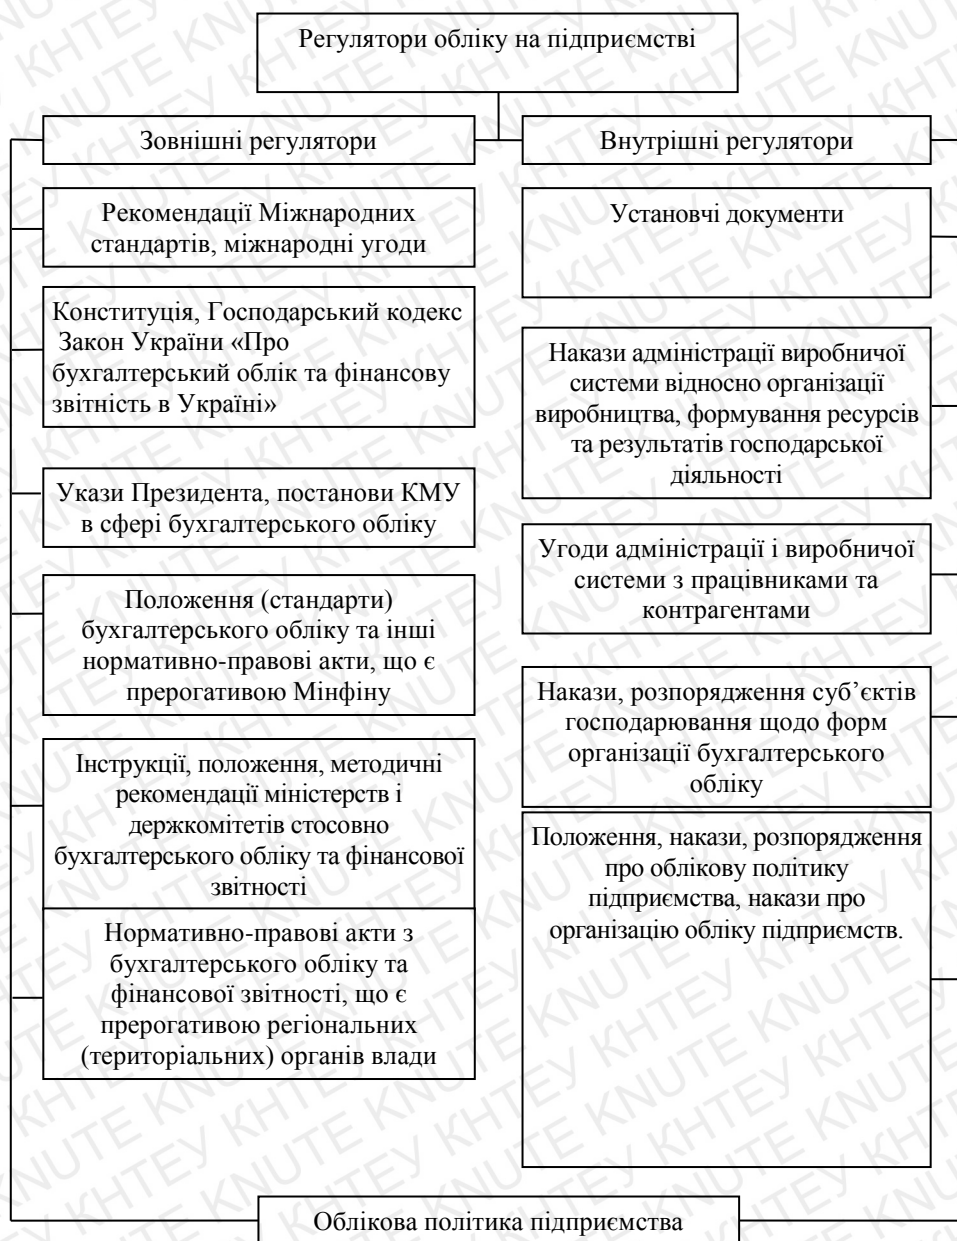 Регулятори обліку на підприємстві
Зовнішні регулятори
Внутрішні регулятори
Рекомендації Міжнародних
стандартів, міжнародні угоди
Конституція, Господарський кодекс
Закон України «Про
бухгалтерський облік та фінансову
звітність в Україні»
Укази Президента, постанови КМУ
в сфері бухгалтерського обліку
Положення (стандарти)
бухгалтерського обліку та інші
нормативно-правові акти, що є
прерогативою Мінфіну
Інструкції, положення, методичні
рекомендації міністерств і
держкомітетів стосовно
бухгалтерського обліку та фінансової
звітності
Нормативно-правові акти з
бухгалтерського обліку та
фінансової звітності, що є
прерогативою регіональних
(територіальних) органів влади
Установчі документи
Накази адміністрації виробничої
системи відносно організації
виробництва, формування ресурсів
та результатів господарської
діяльності
Угоди адміністрації і виробничої
системи з працівниками та
контрагентами
Накази, розпорядження суб’єктів
господарювання щодо форм
організації бухгалтерського
обліку
Положення, накази, розпорядження
про облікову політику
підприємства, накази про
організацію обліку підприємств.
Облікова політика підприємства